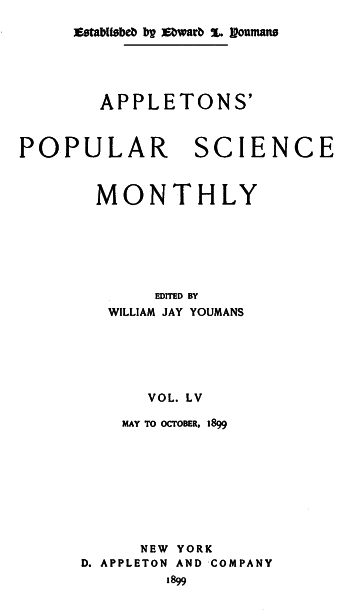 Established by Edward L. Youmans
APPLETONS'
POPULAR SCIENCE
MONTHLY
EDITED BY
WILLIAM JAY YOUMANS
VOL. LV
MAY TO OCTOBER, 1899
NEW YORK
D. APPLETON AND COMPANY
1899